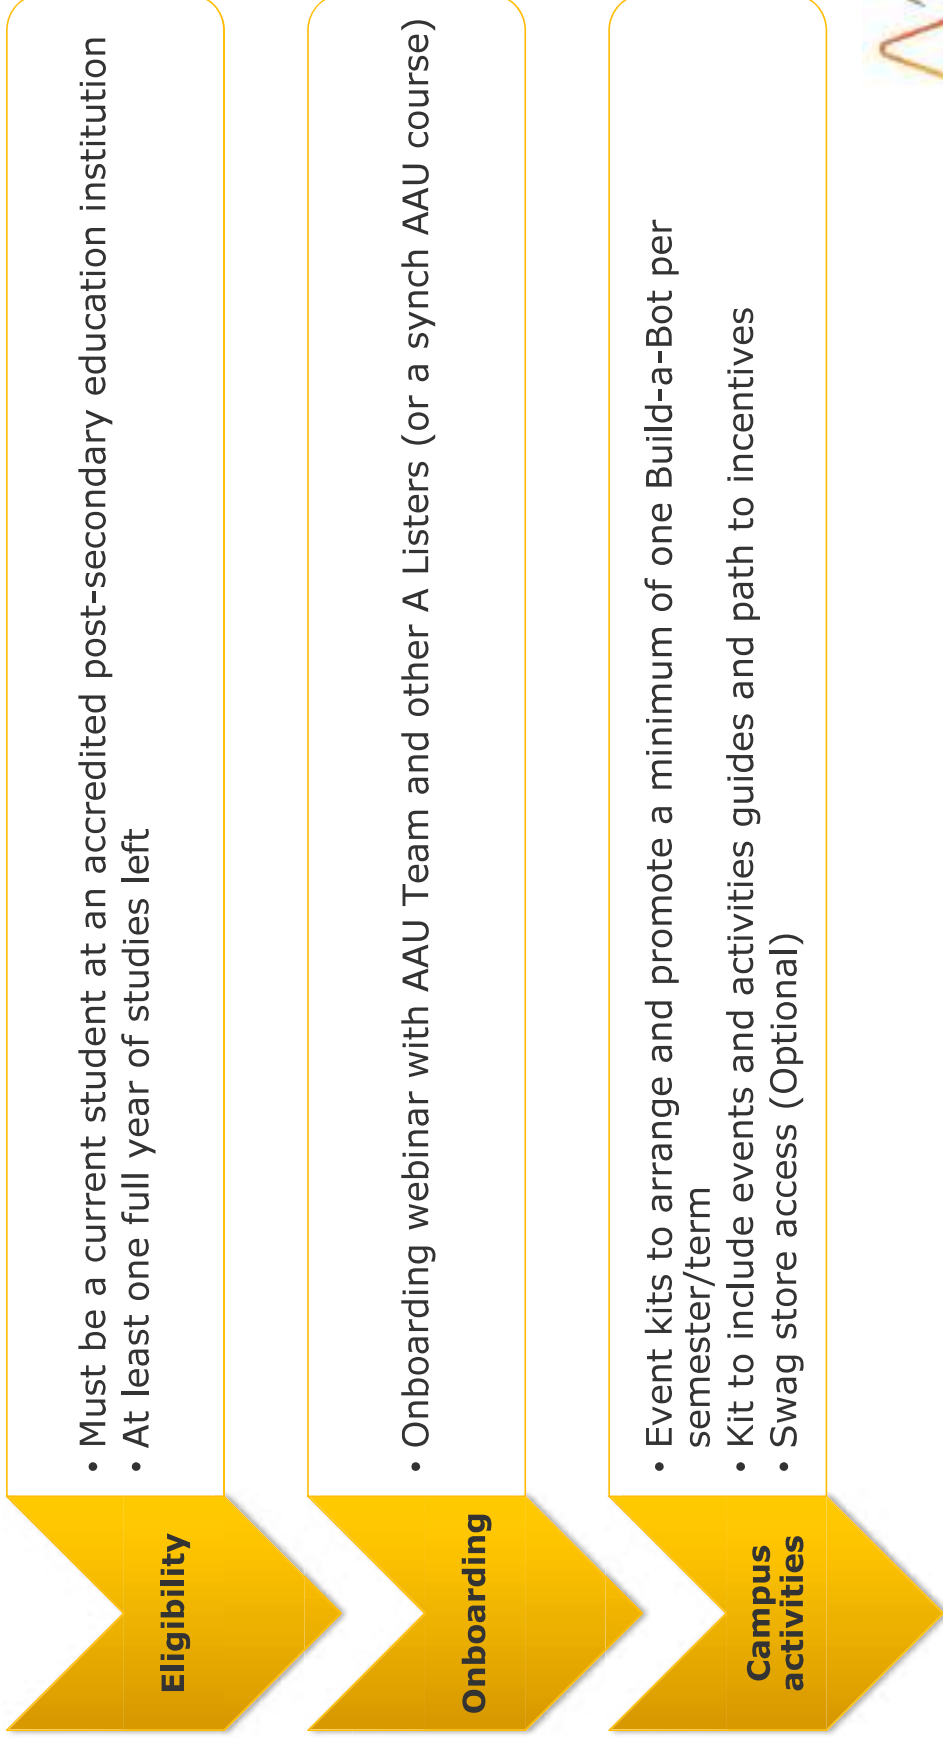 Eligibility
• Must be a current student at an accredited post-secondary education institution
• At least one full year of studies left
Onboarding
• Onboarding webinar with AAU Team and other A Listers (or a synch AAU course)
Campus
activities
• Event kits to arrange and promote a minimum of one Build-a-Bot per
semester/term
• Kit to include events and activities guides and path to incentives
• Swag store access (Optional)